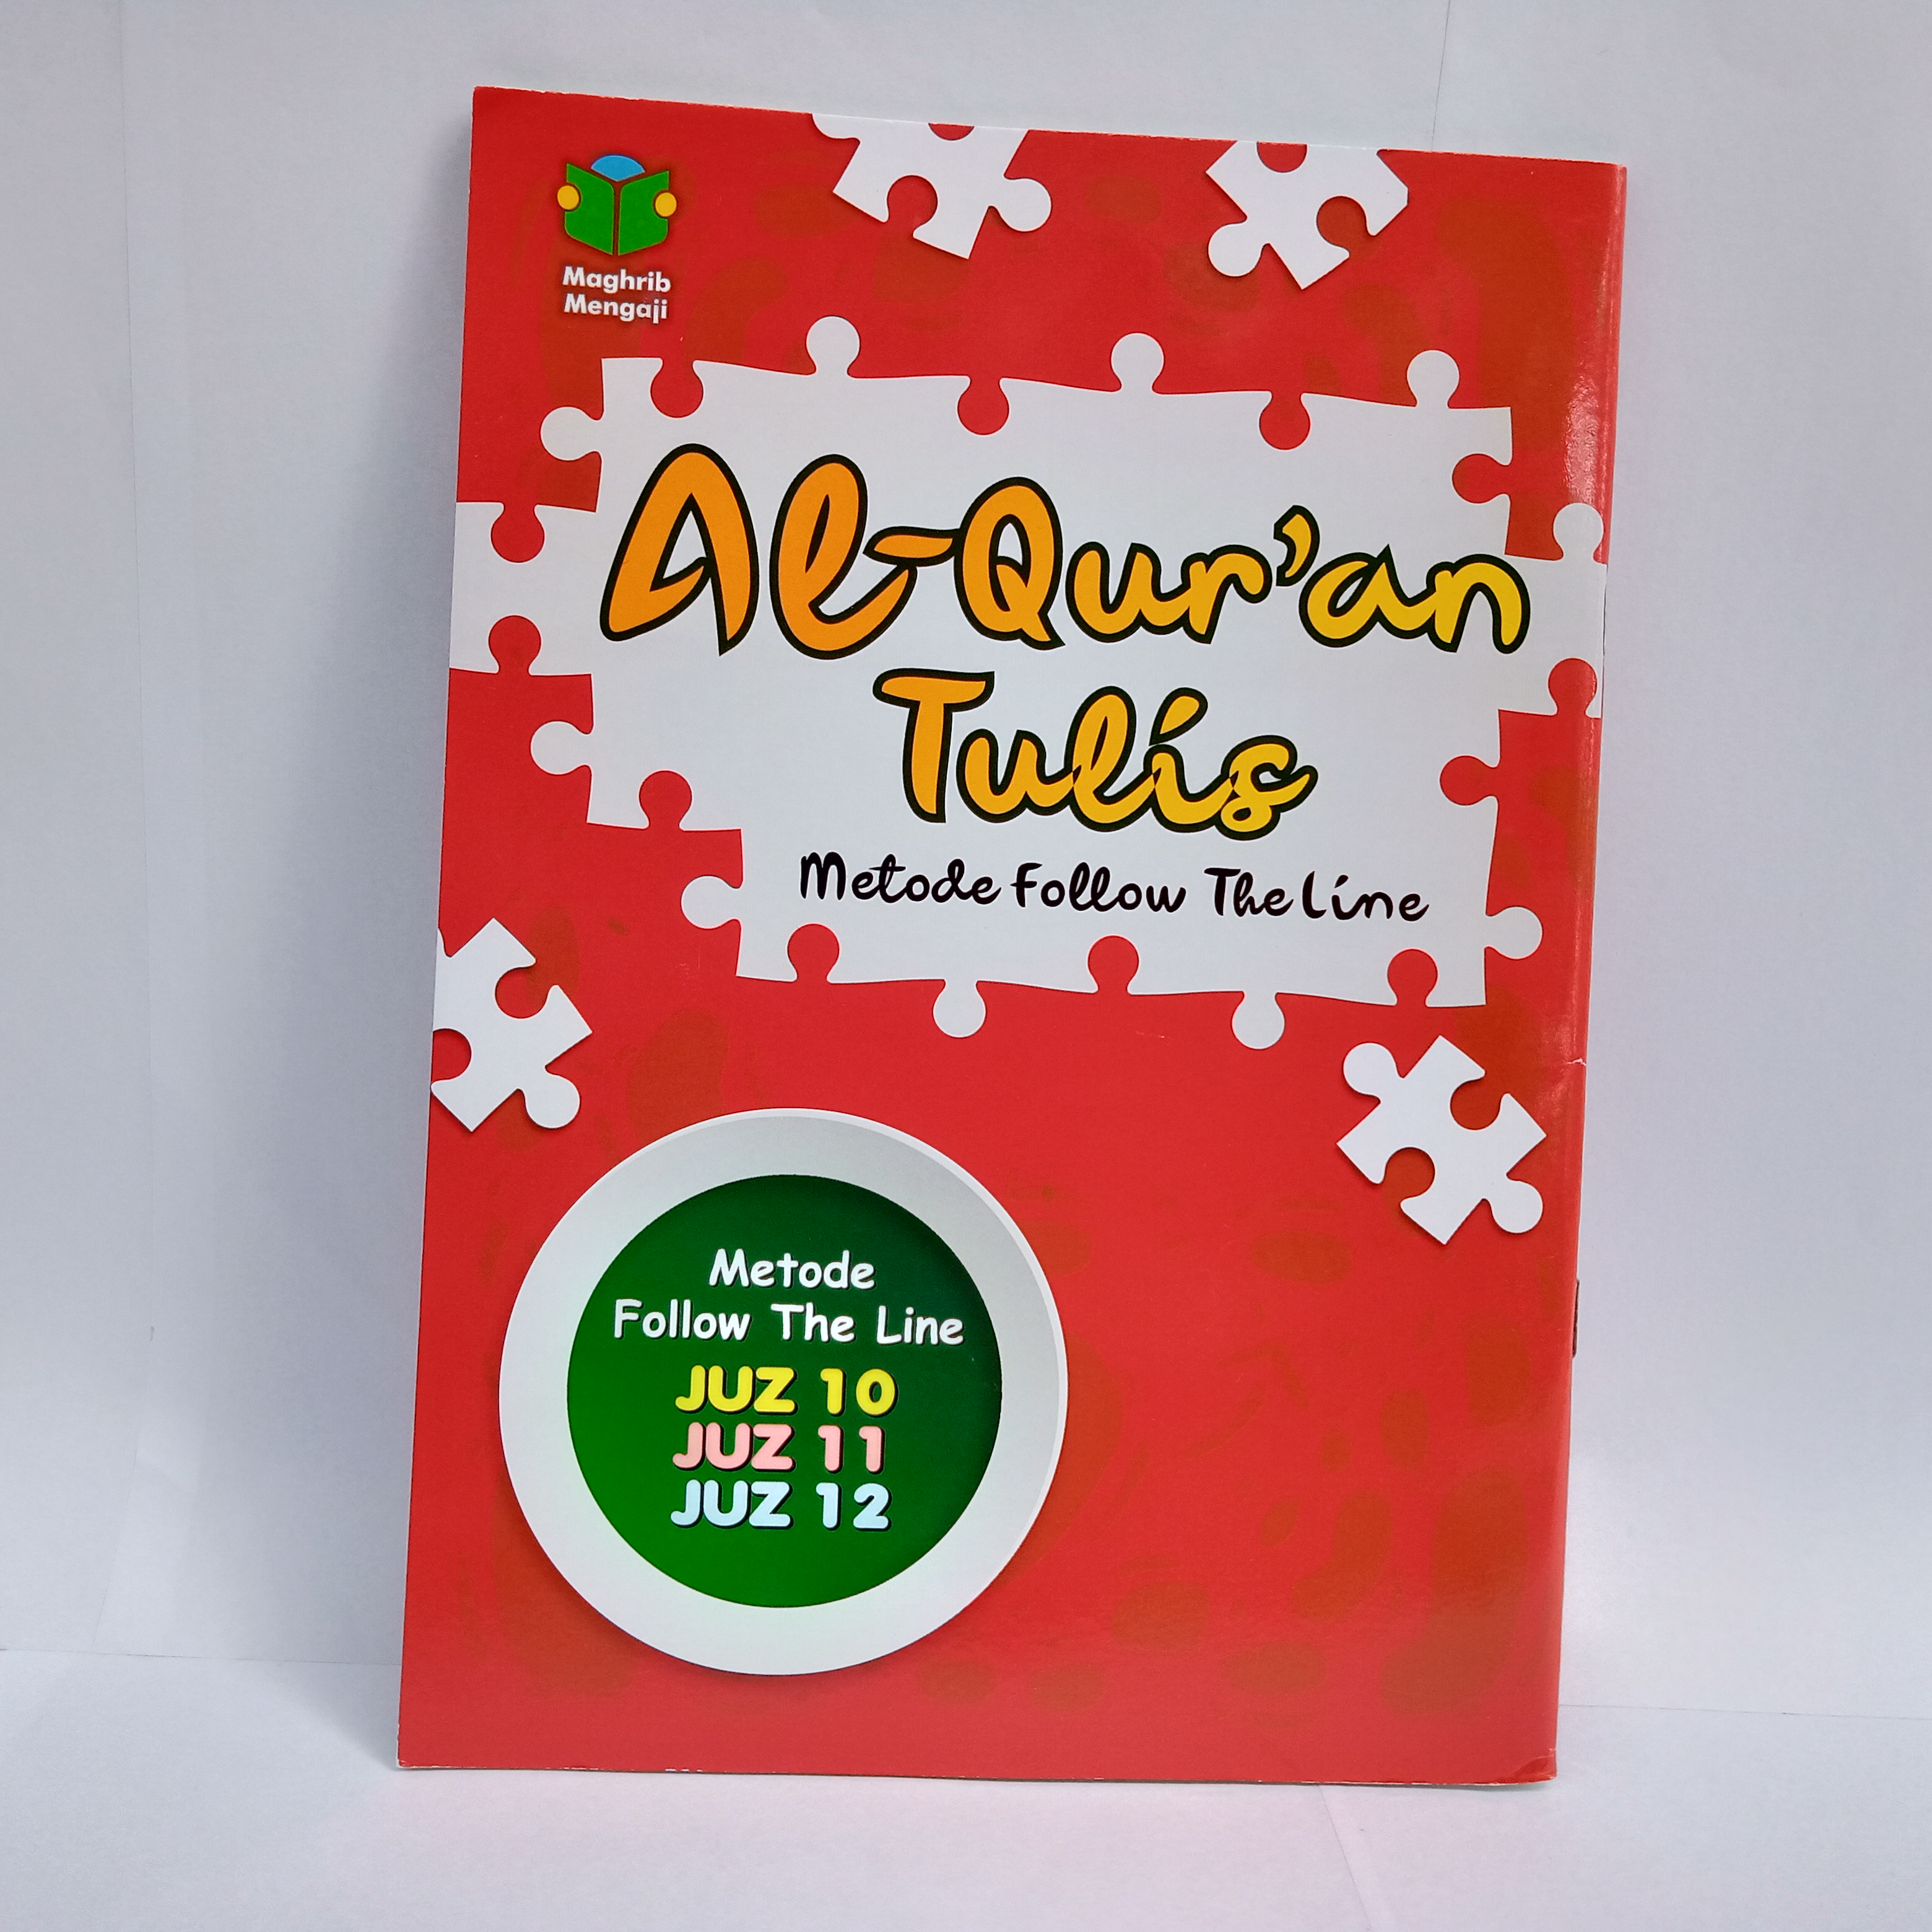 Maghrib
Mengaji
Al-Qur'an
Tulis
Metode Follow The Line
Metode
Follow The Line
JUZ 10
JUZ 11
JUZ 12